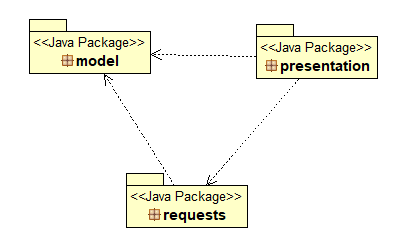 <<Java Package>>
model
<<Java Package>>
presentation
<<Java Package>>
requests